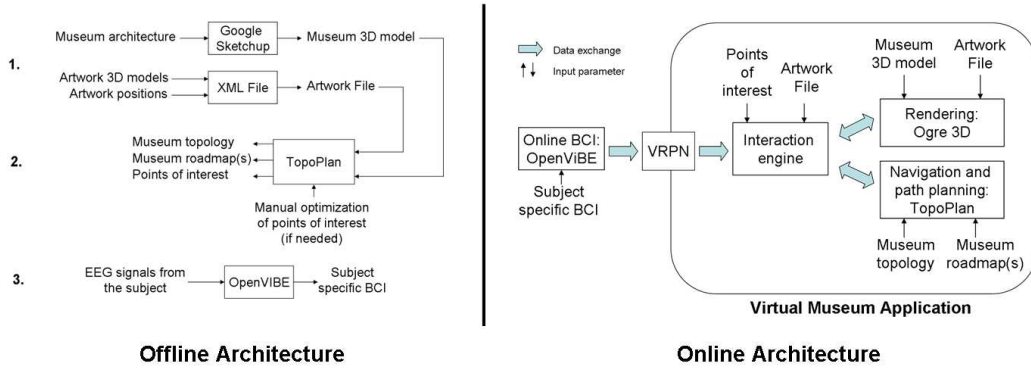 1.
Museum architecture
Google
Sketchup
Museum 3D model
Artwork 3D models
Artwork positions
XML File
Artwork File
2.
Museum topology
Museum roadmap(s)
Points of interest
TopoPlan
Manual optimization
of points of interest
(if needed)
3.
EEG signals from
the subject
OpenVIBE
Subject
specific BCI
Offline Architecture
Data exchange
Input parameter
Online BCI:
OpenViBE
Subject
specific BCI
VRPN
Points
of
interest
Artwork
File
Interaction
engine
Museum
3D model
Artwork
File
Rendering:
Ogre 3D
Navigation and
path planning:
TopoPlan
Museum
topology
Museum
roadmap(s)
Virtual Museum Application
Online Architecture